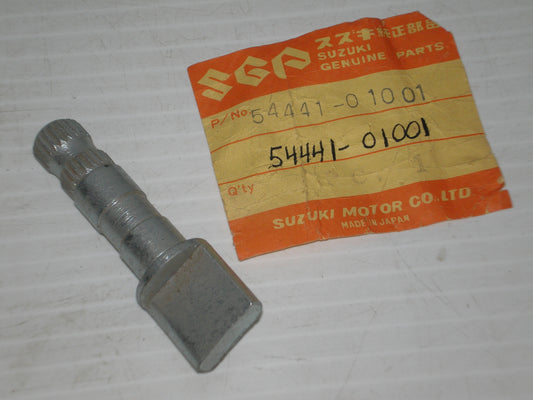 SGP スズキ純正部品
SUZUKI
GENUINE PARTS
P/No 54441-01001
54441-01001
Q'ty 1
SUZUKI MOTOR CO.,LTD
MADE IN JAPAN